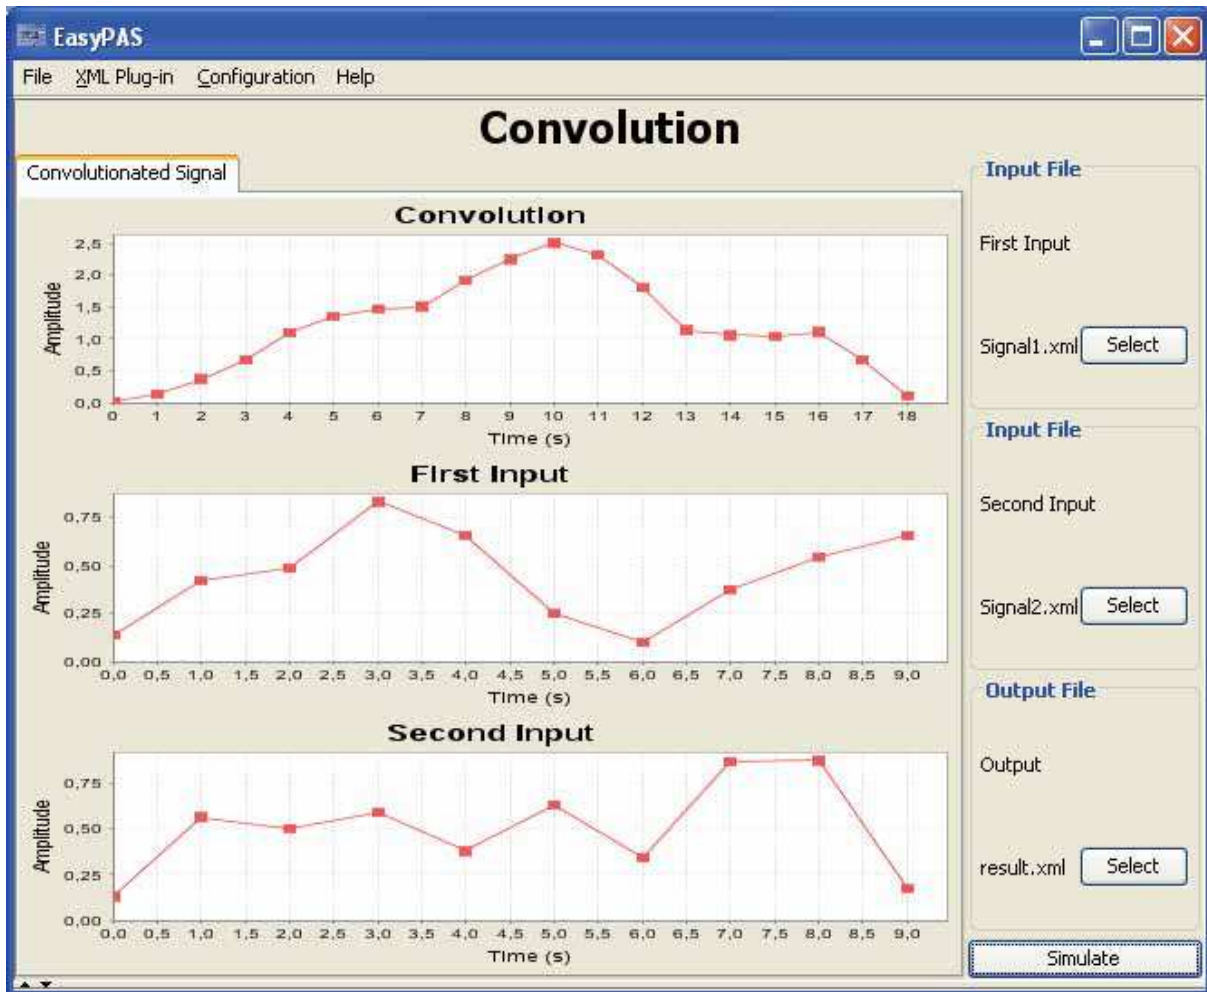 EasyPAS
File XML Plug-in Configuration Help
Convolution
Convolutionated Signal
Convolution
Amplitude
2,5
2,0
1,5
1,0
0,5
0,0
0 1 2 3 4 5 6 7 8 9 10 11 12 13 14 15 16 17 18
Time (s)
First Input
Amplitude
0,75
0,50
0,25
0,00
0,0 0,5 1,0 1,5 2,0 2,5 3,0 3,5 4,0 4,5 5,0 5,5 6,0 6,5 7,0 7,5 8,0 8,5 9,0
Time (s)
Second Input
Amplitude
0,75
0,50
0,25
0,00
0,0 0,5 1,0 1,5 2,0 2,5 3,0 3,5 4,0 4,5 5,0 5,5 6,0 6,5 7,0 7,5 8,0 8,5 9,0
Time (s)
Input File
First Input
Signal1.xml Select
Input File
Second Input
Signal2.xml Select
Output File
Output
result.xml Select
Simulate